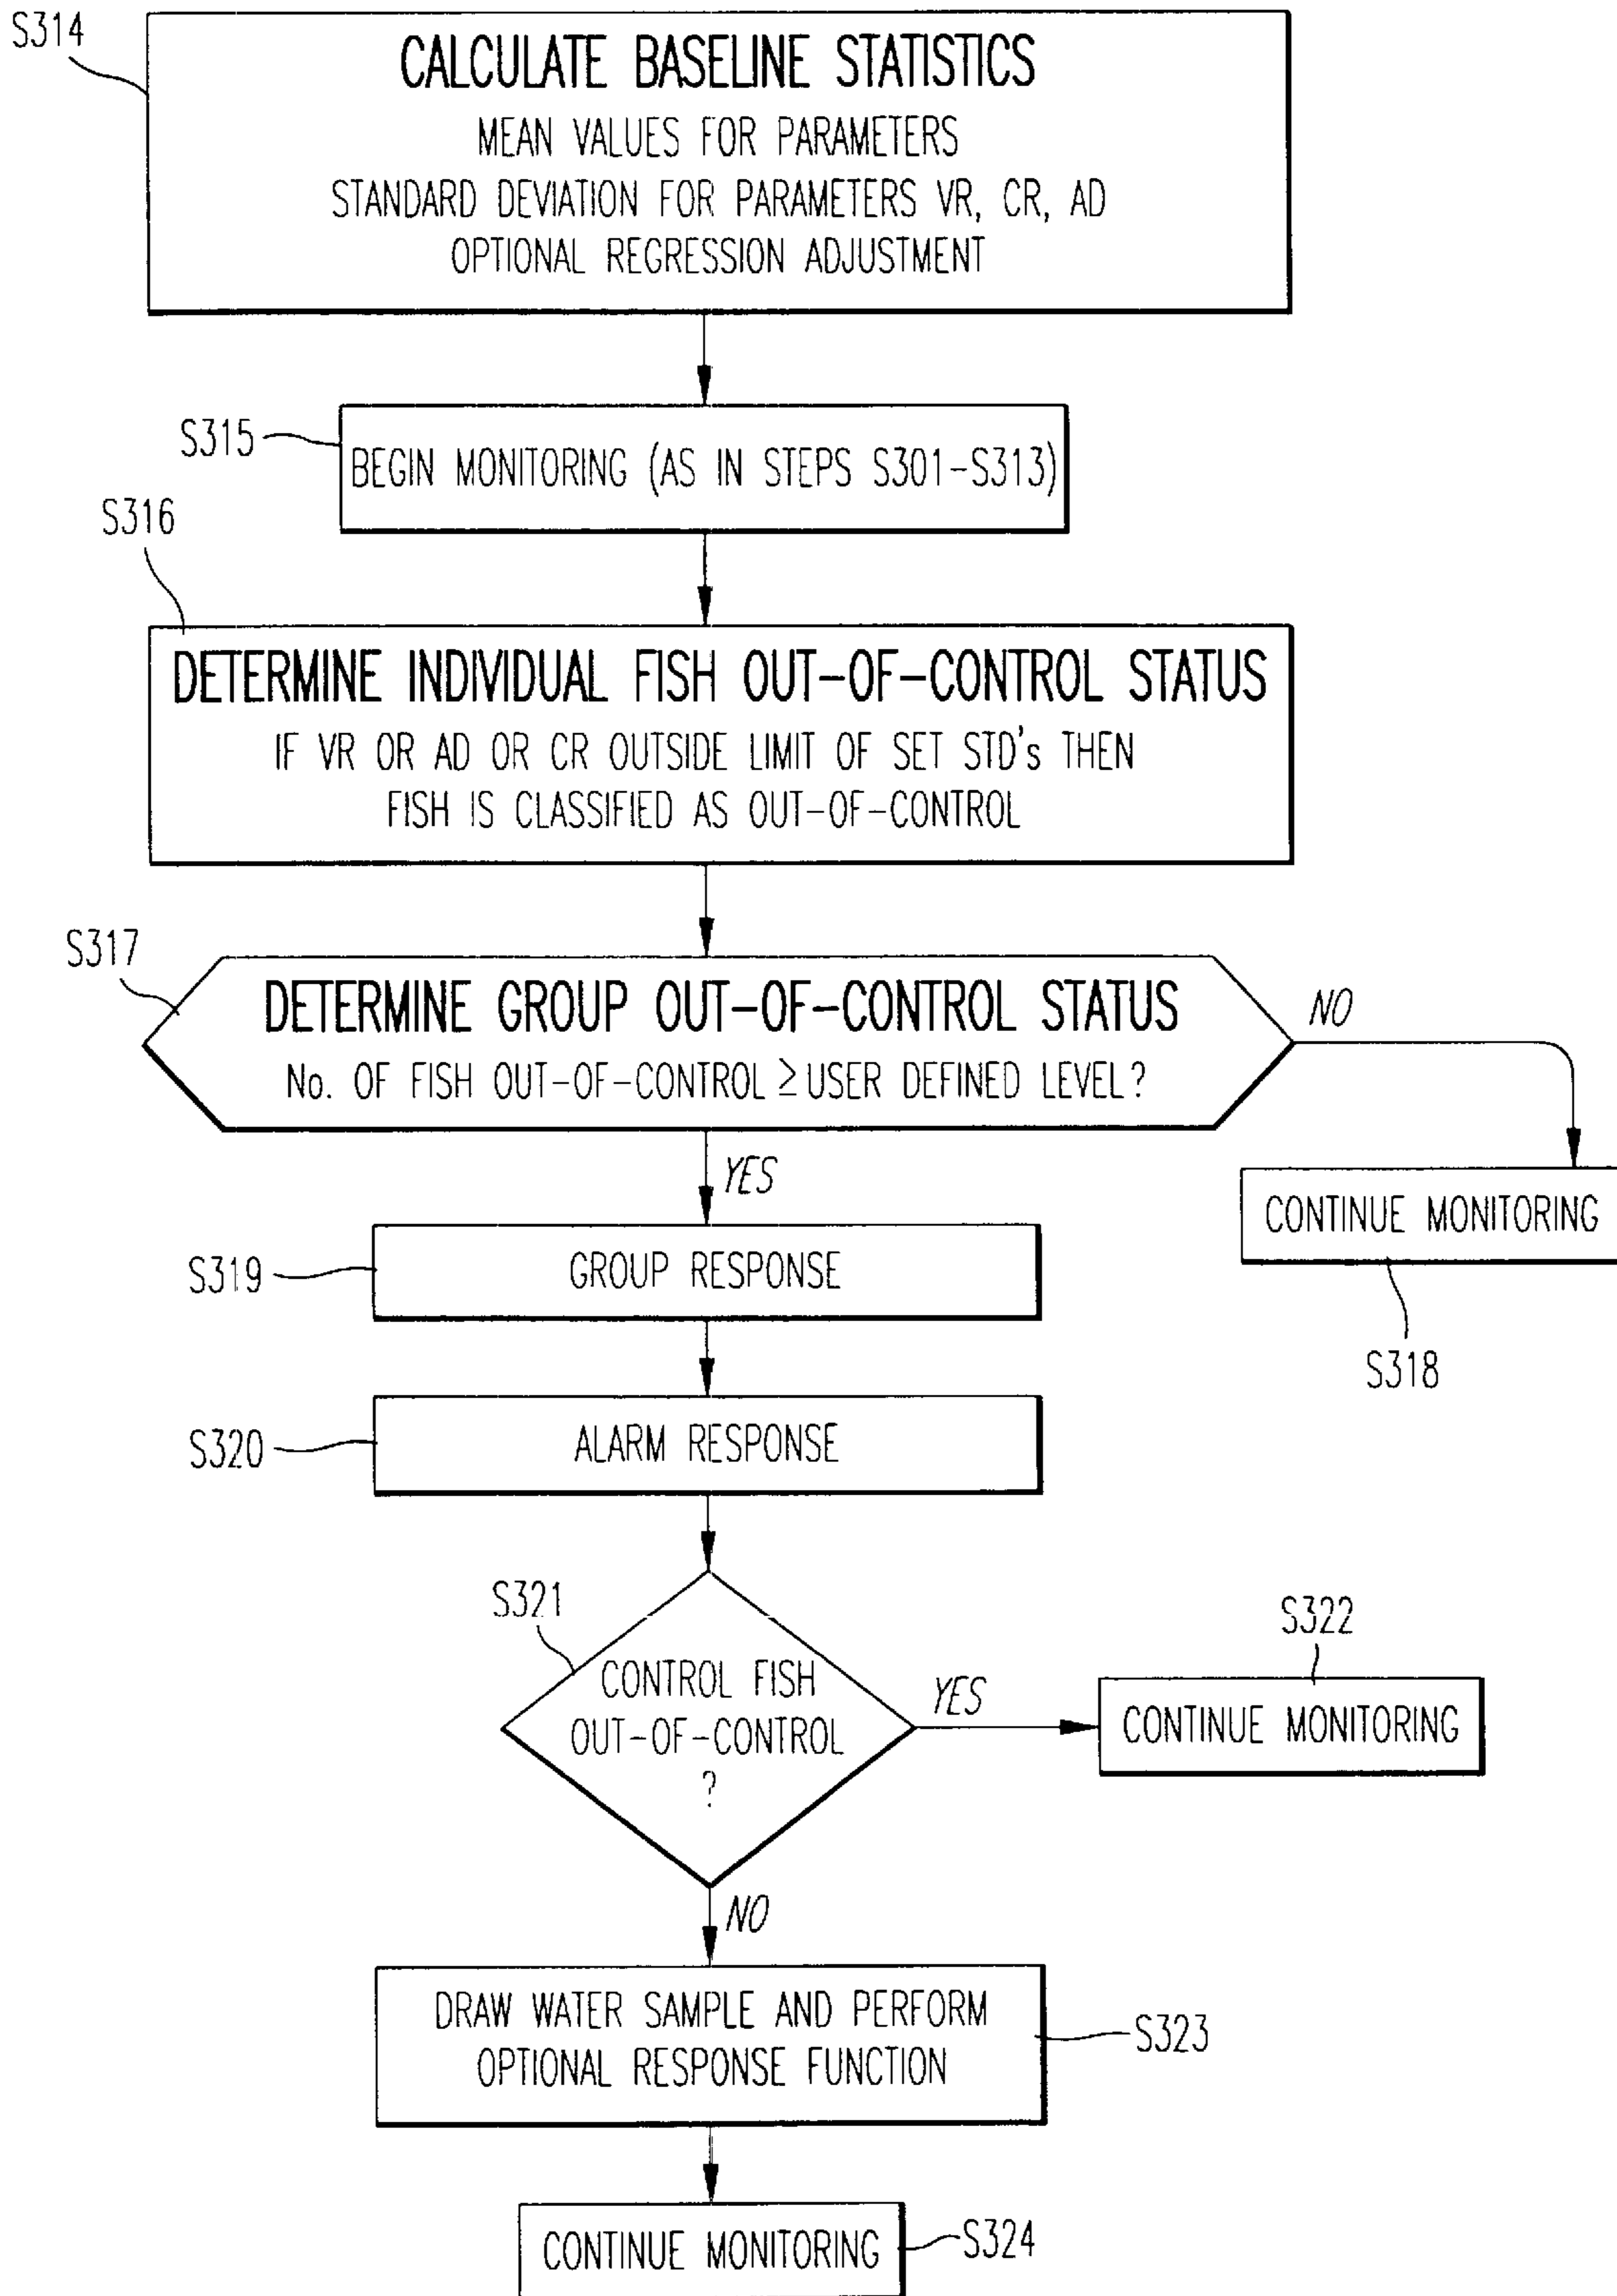 S314
CALCULATE BASELINE STATISTICS
MEAN VALUES FOR PARAMETERS
STANDARD DEVIATION FOR PARAMETERS VR, CR, AD
OPTIONAL REGRESSION ADJUSTMENT
S315
BEGIN MONITORING (AS IN STEPS S301-S313)
S316
DETERMINE INDIVIDUAL FISH OUT-OF-CONTROL STATUS
IF VR OR AD OR CR OUTSIDE LIMIT OF SET STD's THEN
FISH IS CLASSIFIED AS OUT-OF-CONTROL
S317
DETERMINE GROUP OUT-OF-CONTROL STATUS
No. OF FISH OUT-OF-CONTROL ≥ USER DEFINED LEVEL?
NO
YES
CONTINUE MONITORING
S318
S319
GROUP RESPONSE
S320
ALARM RESPONSE
S321
CONTROL FISH
OUT-OF-CONTROL
?
YES
S322
CONTINUE MONITORING
NO
DRAW WATER SAMPLE AND PERFORM
OPTIONAL RESPONSE FUNCTION
S323
CONTINUE MONITORING
S324